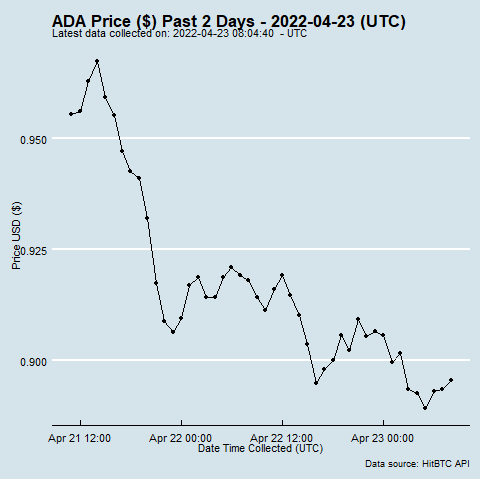 ADA Price ($) Past 2 Days - 2022-04-23 (UTC)
Latest data collected on: 2022-04-23 08:04:40 - UTC
0.950
0.925
0.900
Price USD ($)
Apr 21 12:00
Apr 22 00:00
Apr 22 12:00
Apr 23 00:00
Date Time Collected (UTC)
Data source: HitBTC API